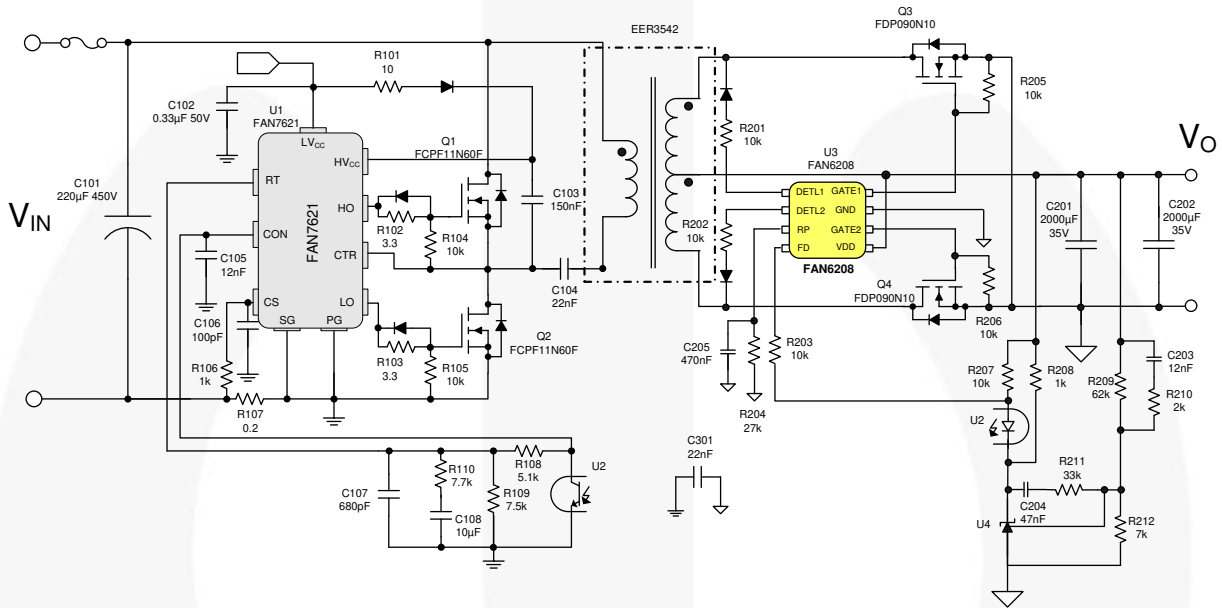 EER3542
Q3
FDP090N10
R101
10
C102
0.33µF 50V
U1
FAN7621
LVCC
HVCC
RT
HO
CON
CTR
CS
LO
SG
PG
FAN7621
Q1
FCPF11N60F
C101
220µF 450V
VIN
R102
3.3
R104
10k
C103
150nF
C104
22nF
C105
12nF
C106
100pF
R106
1k
R107
0.2
R103
3.3
R105
10k
Q2
FCPF11N60F
R201
10k
R202
10k
U3
FAN6208
DETL1
GATE1
DETL2
GND
RP
GATE2
FD
VDD
FAN6208
R205
10k
VO
C201
2000µF
35V
C202
2000µF
35V
Q4
FDP090N10
R206
10k
C205
470nF
R203
10k
R204
27k
R207
10k
R208
1k
R209
62k
C203
12nF
R210
2k
U2
R211
33k
C204
47nF
U4
R212
7k
C301
22nF
R108
5.1k
U2
R110
7.7k
R109
7.5k
C107
680pF
C108
10µF